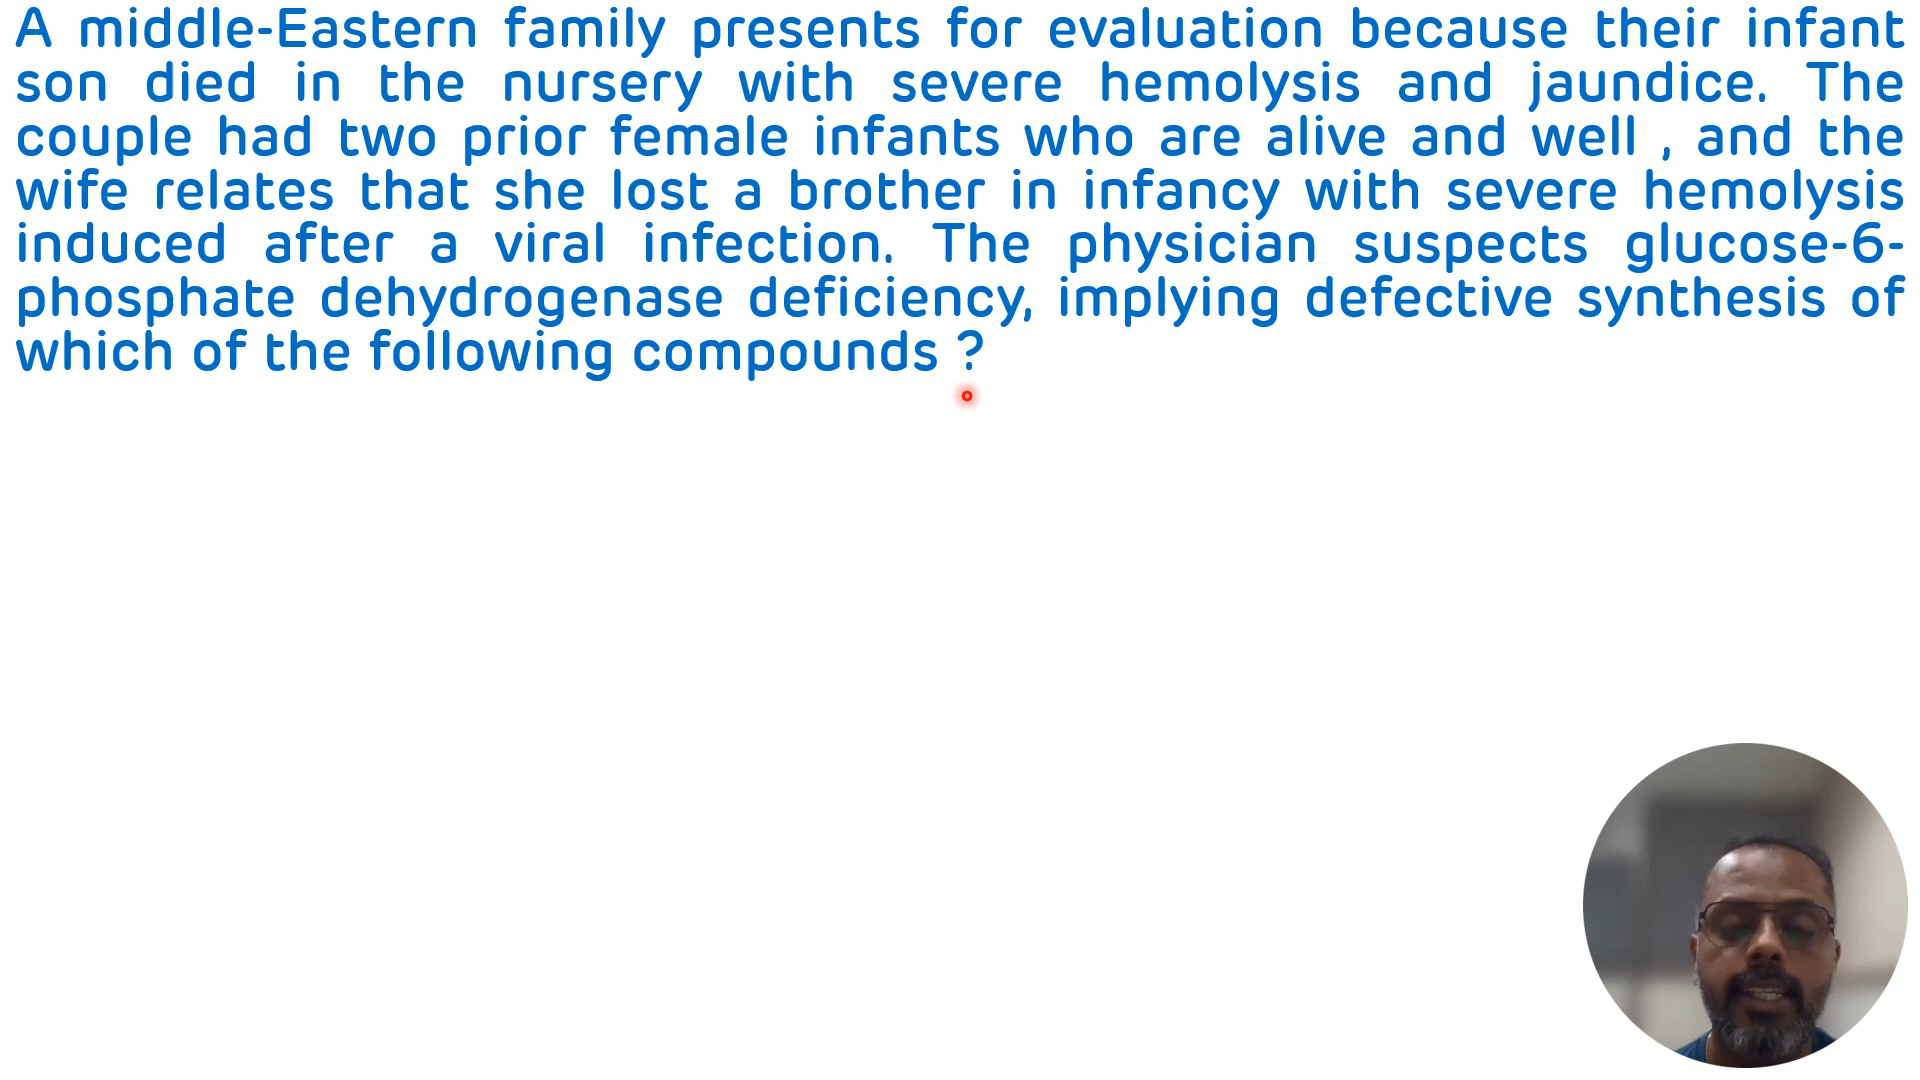 A middle-Eastern family presents for evaluation because their infant
son died in the nursery with severe hemolysis and jaundice. The
couple had two prior female infants who are alive and well , and the
wife relates that she lost a brother in infancy with severe hemolysis
induced after a viral infection. The physician suspects glucose-6-
phosphate dehydrogenase deficiency, implying defective synthesis of
which of the following compounds ?